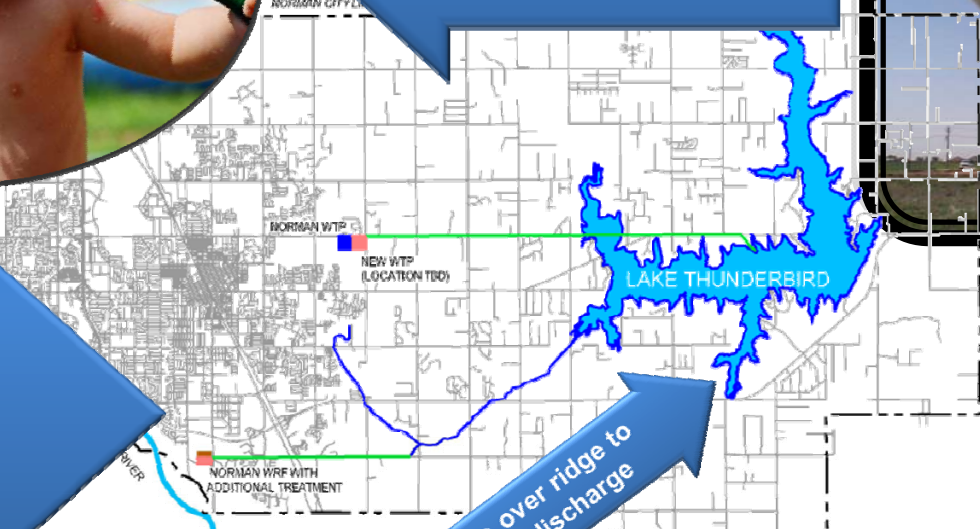 NORMAN CITY LI
NORMAN WTP
NEW WTP
(LOCATION TBD)
LAKE THUNDERBIRD
RIVER
NORMAN WRF WITH
ADDITIONAL TREATMENT
over ridge to
discharge